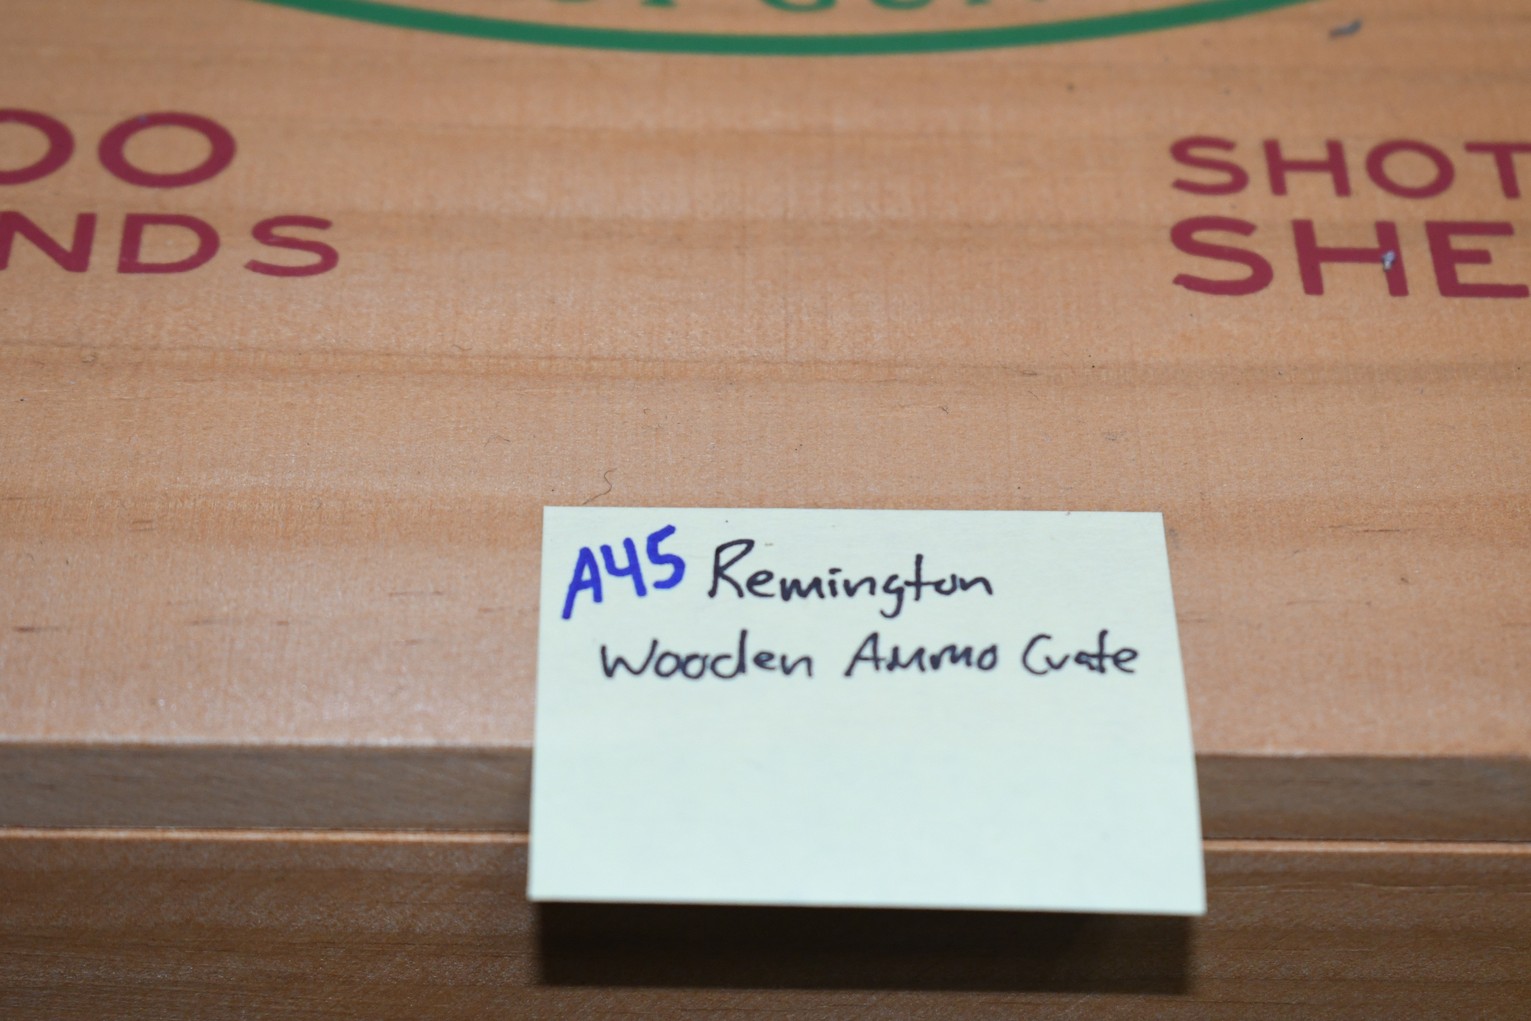 OO
NDS
SHOT
SHE
A45 Remington
Wooden Ammo Crate